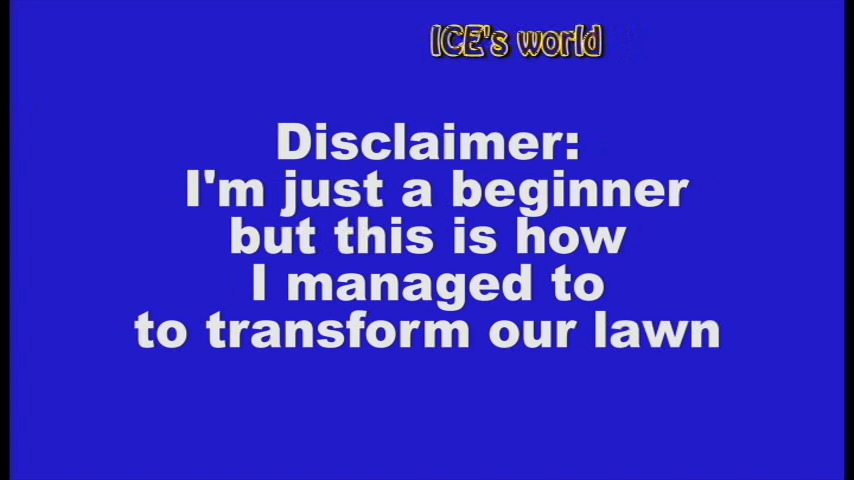 ICE's world
Disclaimer:
I'm just a beginner
but this is how
I managed to
to transform our lawn